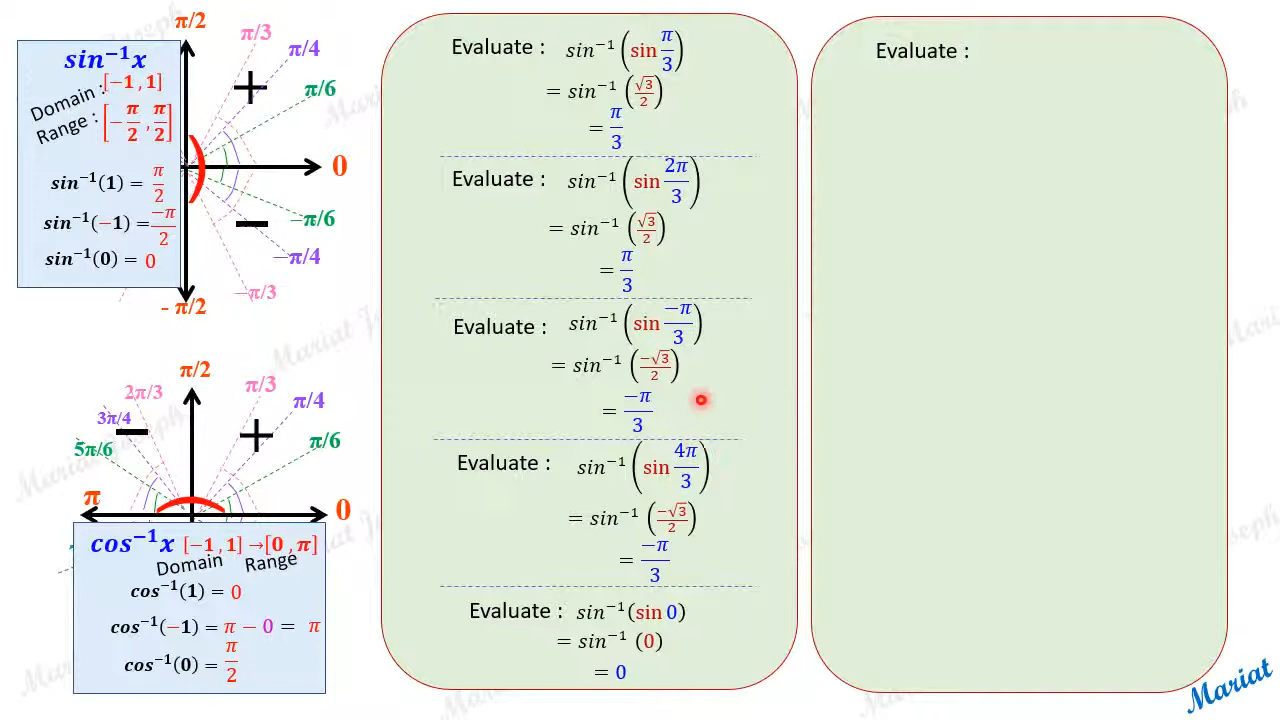 π/2
π/3
π/4
π/6
0
−π/6
−π/4
−π/3
- π/2
sin⁻¹x
Domain : [−1 , 1]
Range : [−π/2 , π/2]
sin⁻¹(1) = π/2
sin⁻¹(−1) = −π/2
sin⁻¹(0) = 0
π/2
2π/3
3π/4
5π/6
π
π/3
π/4
π/6
0
cos⁻¹x [−1 , 1] → [0 , π]
Domain Range
cos⁻¹(1) = 0
cos⁻¹(−1) = π − 0 = π
cos⁻¹(0) = π/2
Evaluate : sin⁻¹(sin π/3)
= sin⁻¹ (√3/2)
= π/3
Evaluate : sin⁻¹(sin 2π/3)
= sin⁻¹ (√3/2)
= π/3
Evaluate : sin⁻¹(sin −π/3)
= sin⁻¹ (−√3/2)
= −π/3
Evaluate : sin⁻¹(sin 4π/3)
= sin⁻¹ (−√3/2)
= −π/3
Evaluate : sin⁻¹(sin 0)
= sin⁻¹ (0)
= 0
Evaluate :
Mariat